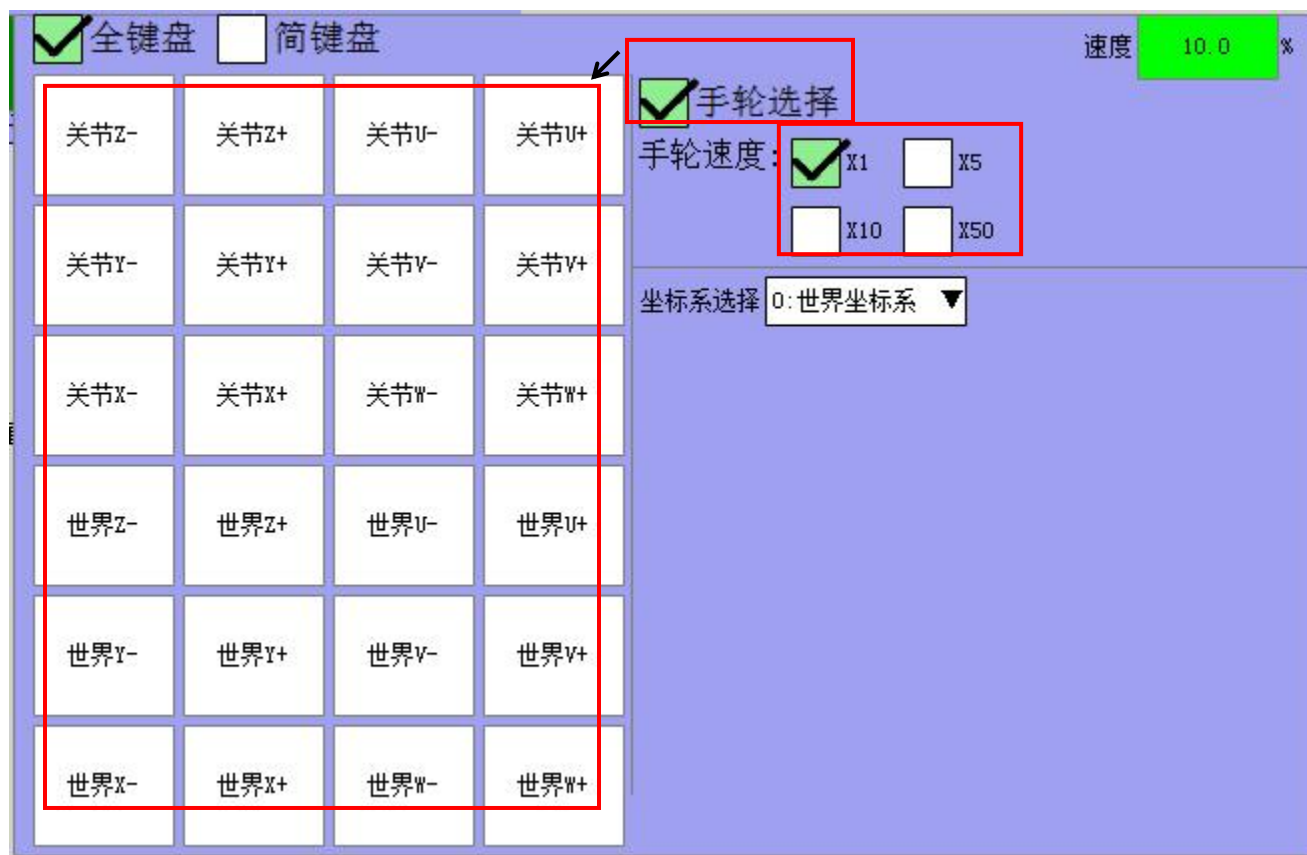 全键盘 简键盘 速度 10.0 %
手轮选择
关节Z- 关节Z+ 关节U- 关节U+
手轮速度: X1 X5
X10 X50
关节Y- 关节Y+ 关节V- 关节V+
坐标系选择 0:世界坐标系
关节X- 关节X+ 关节W- 关节W+
世界Z- 世界Z+ 世界U- 世界U+
世界Y- 世界Y+ 世界V- 世界V+
世界X- 世界X+ 世界W- 世界W+